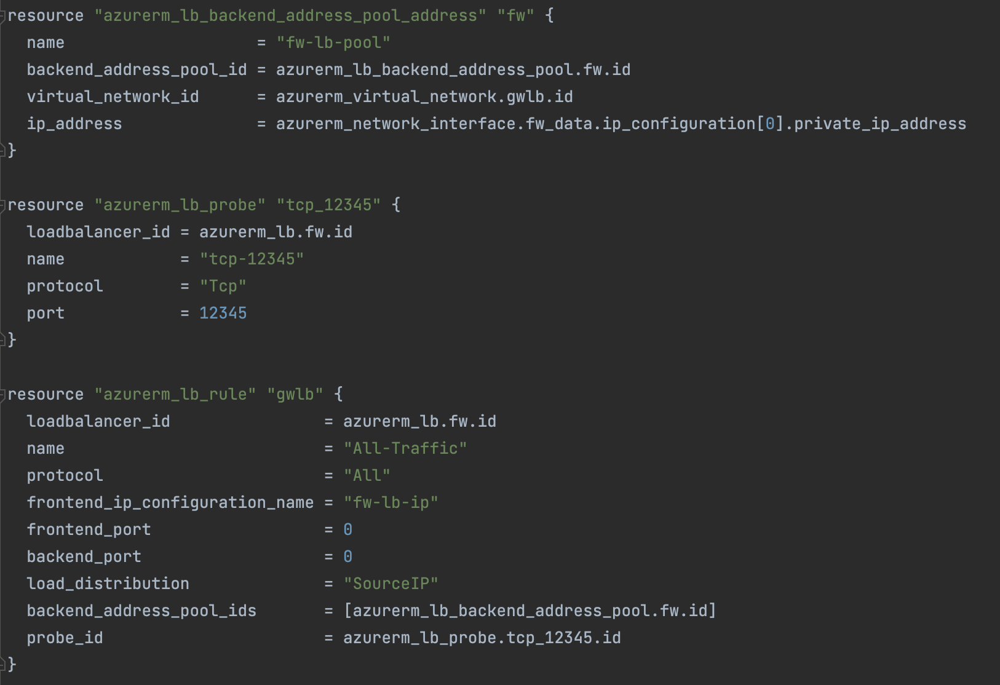 resource "azurerm_lb_backend_address_pool_address" "fw" {
  name                    = "fw-lb-pool"
  backend_address_pool_id = azurerm_lb_backend_address_pool.fw.id
  virtual_network_id      = azurerm_virtual_network.gwlb.id
  ip_address              = azurerm_network_interface.fw_data.ip_configuration[0].private_ip_address
}

resource "azurerm_lb_probe" "tcp_12345" {
  loadbalancer_id = azurerm_lb.fw.id
  name            = "tcp-12345"
  protocol        = "Tcp"
  port            = 12345
}

resource "azurerm_lb_rule" "gwlb" {
  loadbalancer_id                = azurerm_lb.fw.id
  name                           = "All-Traffic"
  protocol                       = "All"
  frontend_ip_configuration_name = "fw-lb-ip"
  frontend_port                  = 0
  backend_port                   = 0
  load_distribution              = "SourceIP"
  backend_address_pool_ids       = [azurerm_lb_backend_address_pool.fw.id]
  probe_id                       = azurerm_lb_probe.tcp_12345.id
}